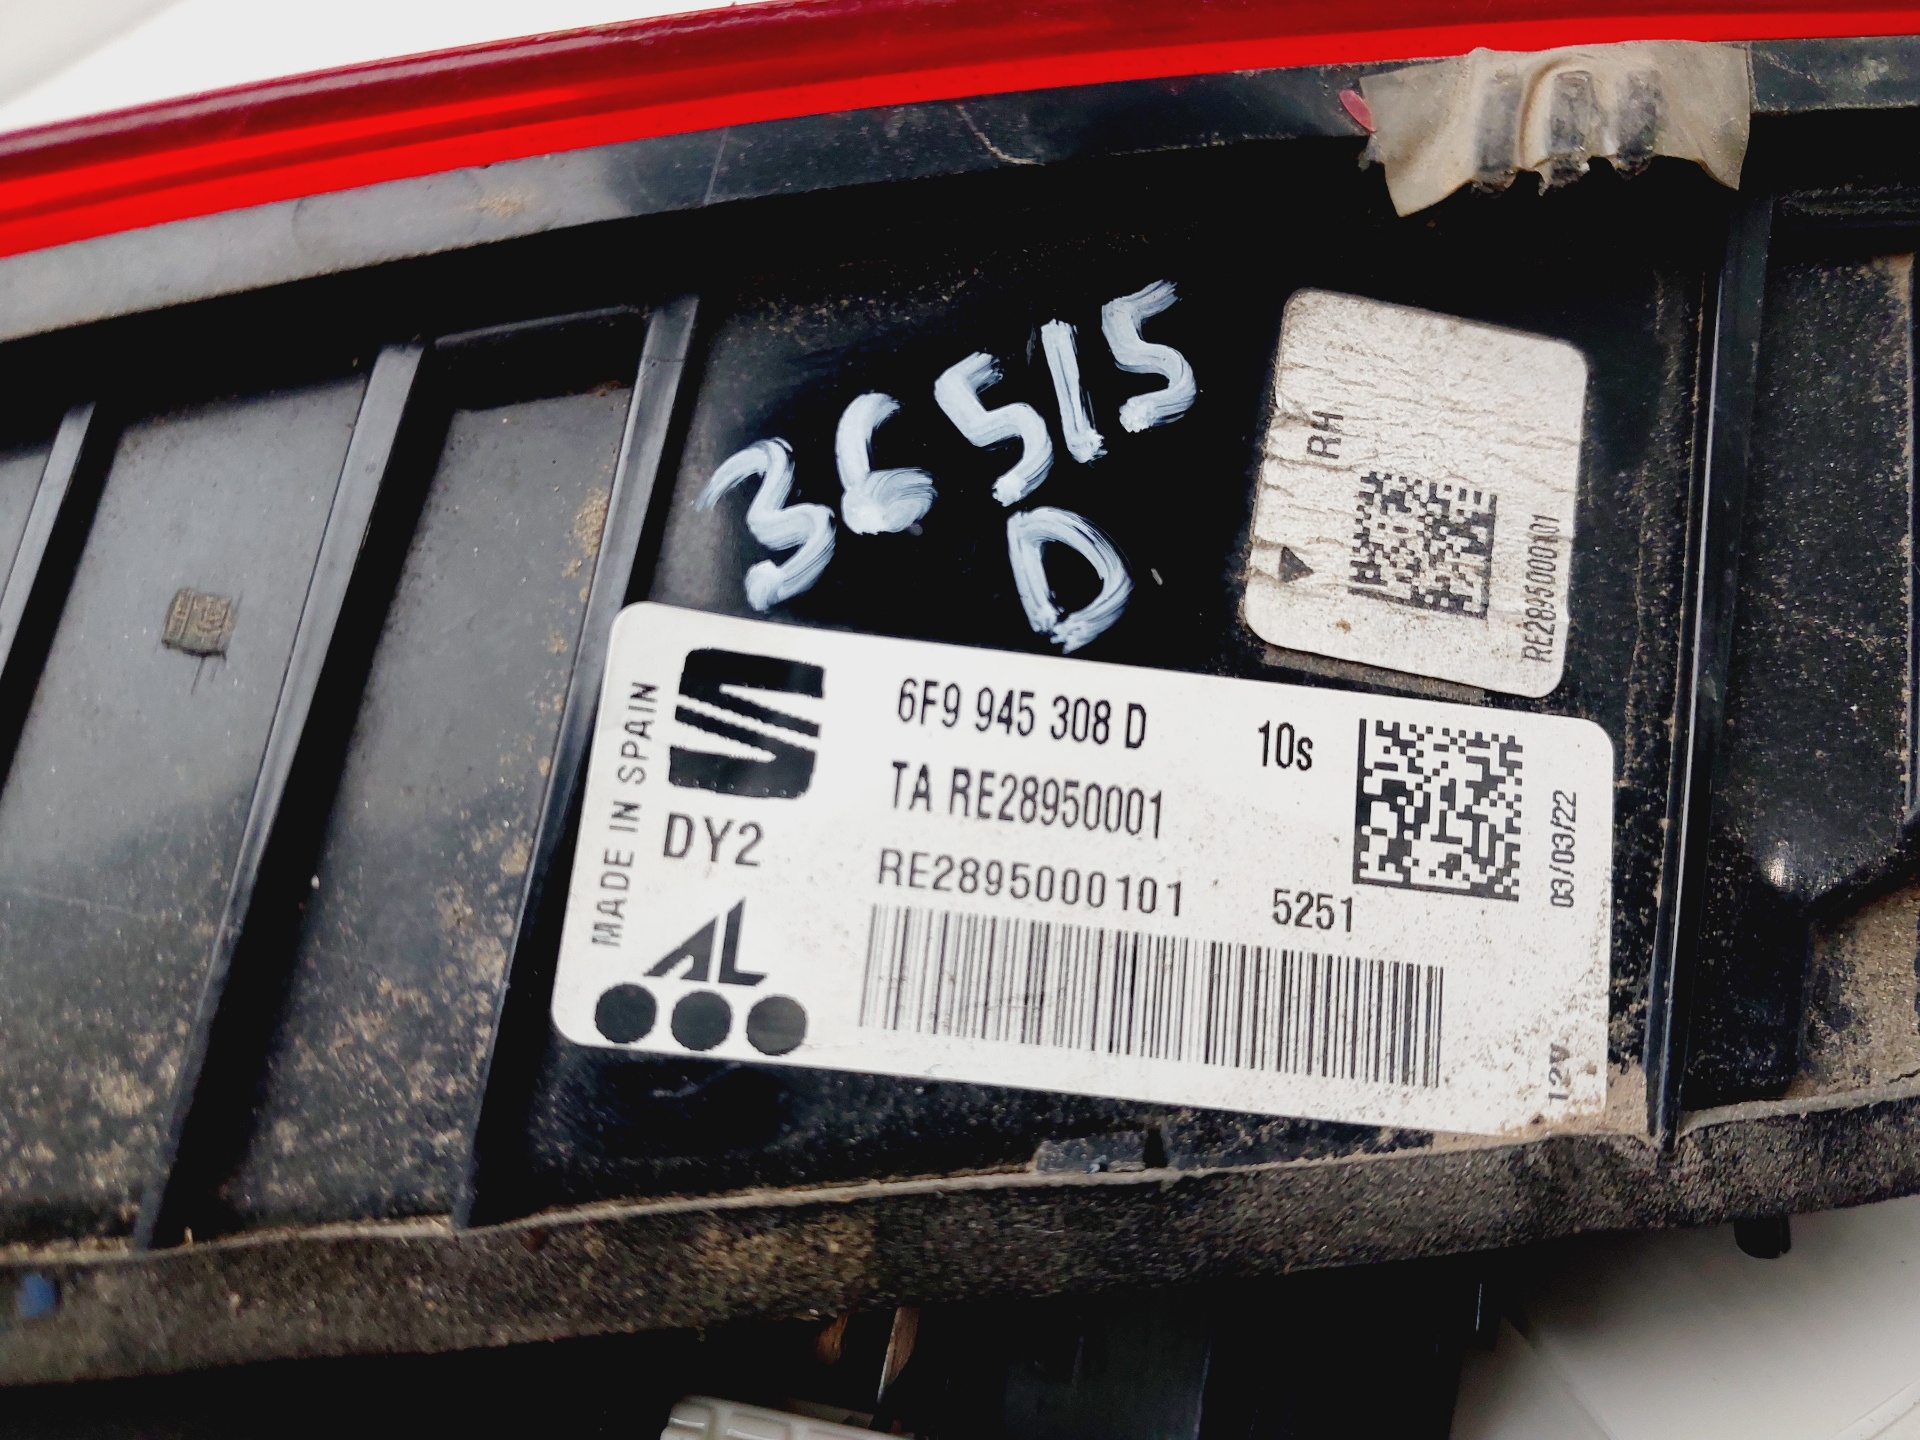 36515
D
RH
RE2895000101
MADE IN SPAIN
6F9 945 308 D
10s
TA RE28950001
DY2
RE2895000101
5251
03/03/22
AL
12V